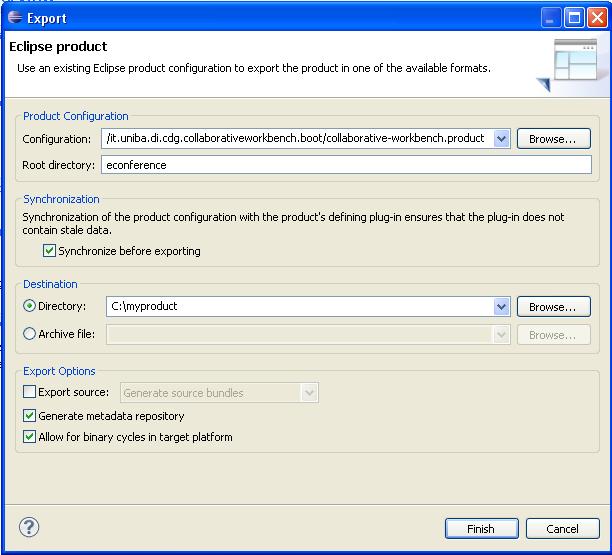 Export
Eclipse product
Use an existing Eclipse product configuration to export the product in one of the available formats.
Product Configuration
Configuration: /it.uniba.di.cdg.collaborativeworkbench.boot/collaborative-workbench.product Browse...
Root directory: econference
Synchronization
Synchronization of the product configuration with the product's defining plug-in ensures that the plug-in does not
contain stale data.
Synchronize before exporting
Destination
Directory: C:\myproduct Browse...
Archive file: Browse...
Export Options
Export source: Generate source bundles
Generate metadata repository
Allow for binary cycles in target platform
? Finish Cancel